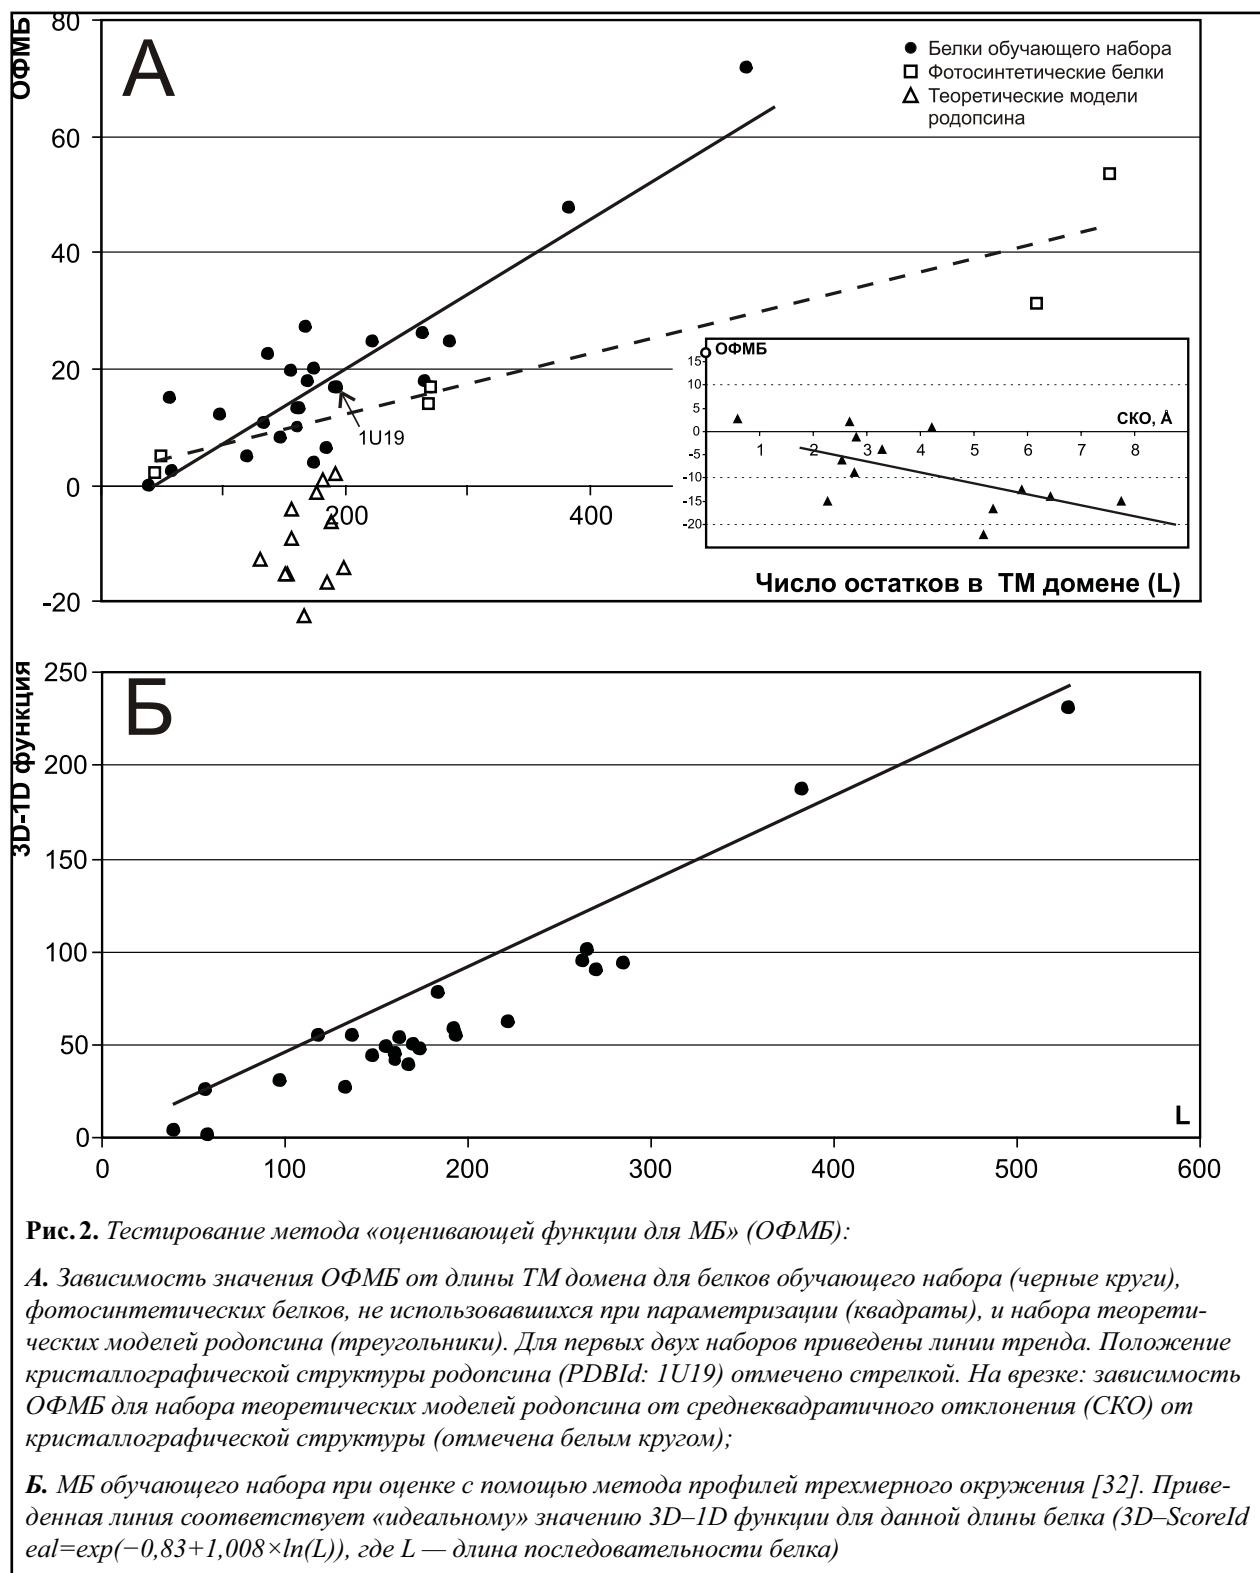 ОФМБ
80
60
40
20
0
-20
А
Белки обучающего набора
Фотосинтетические белки
Теоретические модели
родопсина
1U19
200
400
ОФМБ
15
10
5
0
-5
-10
-15
-20
СКО, Å
1 2 3 4 5 6 7 8
Число остатков в ТМ домене (L)
3D-1D функция
250
200
150
100
50
0
Б
L
0 100 200 300 400 500 600
Рис. 2. Тестирование метода «оценивающей функции для МБ» (ОФМБ):
А. Зависимость значения ОФМБ от длины ТМ домена для белков обучающего набора (черные круги),
фотосинтетических белков, не использовавшихся при параметризации (квадраты), и набора теорети-
ческих моделей родопсина (треугольники). Для первых двух наборов приведены линии тренда. Положение
кристаллографической структуры родопсина (PDBId: 1U19) отмечено стрелкой. На врезке: зависимость
ОФМБ для набора теоретических моделей родопсина от среднеквадратичного отклонения (СКО) от
кристаллографической структуры (отмечена белым кругом);
Б. МБ обучающего набора при оценке с помощью метода профилей трехмерного окружения [32]. Приве-
денная линия соответствует «идеальному» значению 3D–1D функции для данной длины белка (3D–ScoreId
eal=exp(−0,83+1,008×ln(L)), где L — длина последовательности белка)